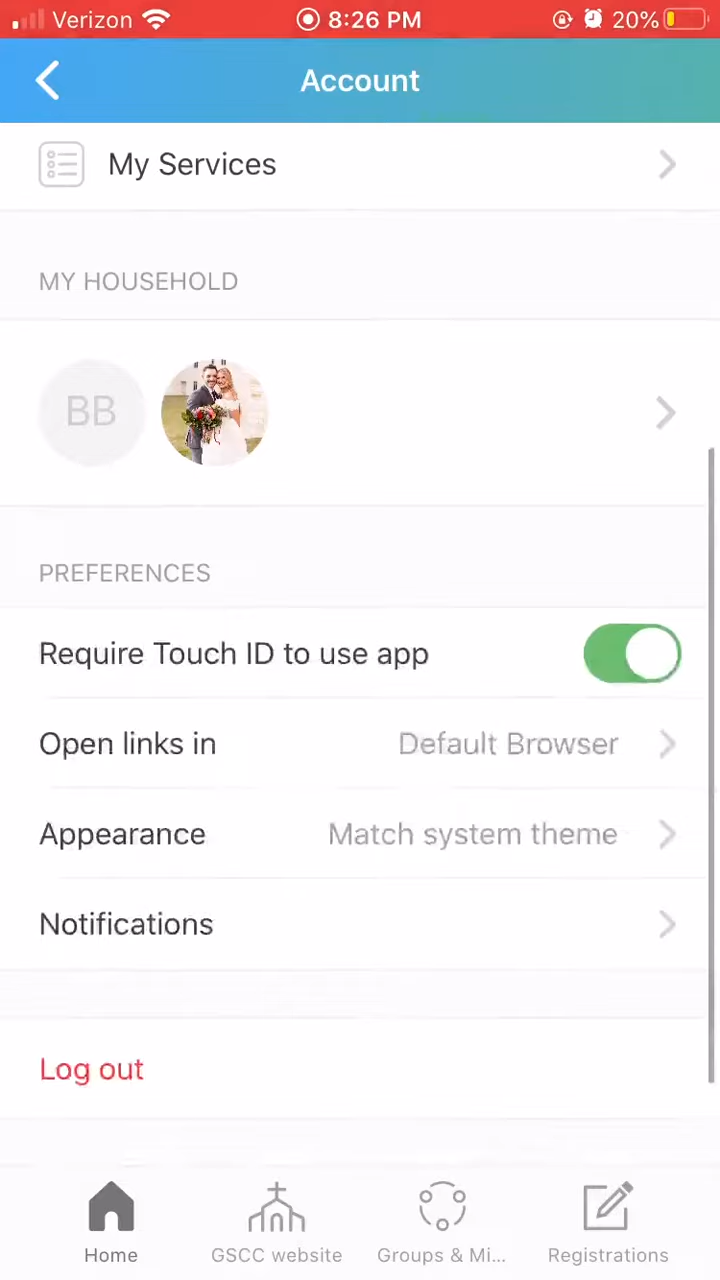 Verizon 8:26 PM 20%
Account
My Services
MY HOUSEHOLD
BB
PREFERENCES
Require Touch ID to use app
Open links in Default Browser
Appearance Match system theme
Notifications
Log out
Home GSCC website Groups & Mi... Registrations